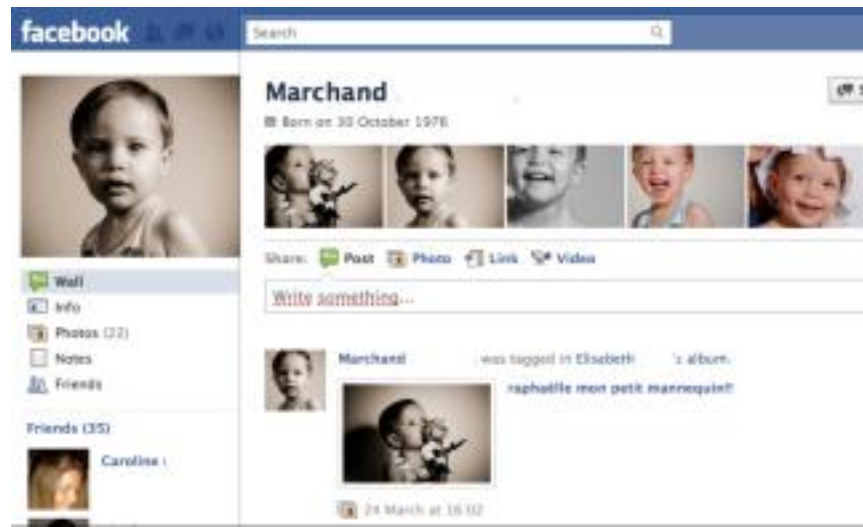 facebook
Search
Marchand
Born on 30 October 1976
Share: Post Photo Link Video
Write something...
Wall
Info
Photos (22)
Notes
Friends
Friends (35)
Caroline
Marchand was tagged in Elisabeth 's album.
raphaëlle mon petit mannequin!!
24 March at 16:02